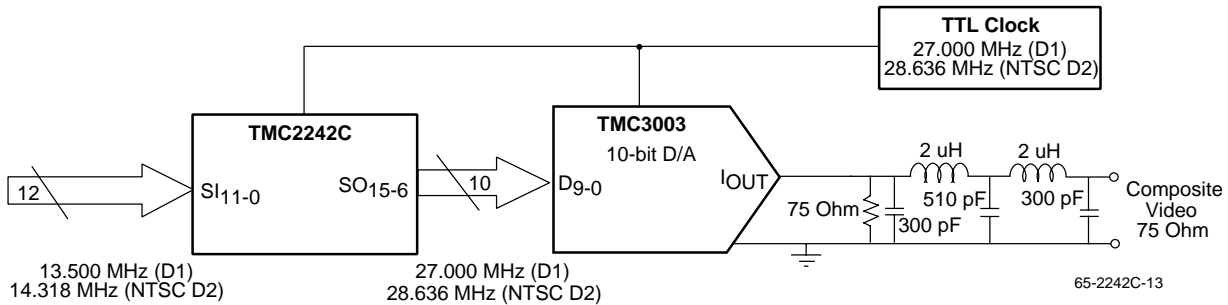 TTL Clock
27.000 MHz (D1)
28.636 MHz (NTSC D2)
TMC2242C
TMC3003
10-bit D/A
12
SI11-0
SO15-6
10
D9-0
IOUT
2 uH
2 uH
75 Ohm
300 pF
510 pF
300 pF
Composite
Video
75 Ohm
13.500 MHz (D1)
14.318 MHz (NTSC D2)
27.000 MHz (D1)
28.636 MHz (NTSC D2)
65-2242C-13